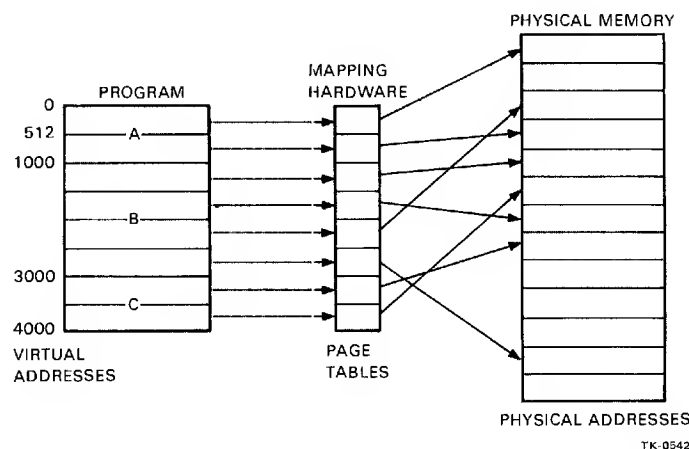 PHYSICAL MEMORY
MAPPING
HARDWARE
PROGRAM
0
512
1000
3000
4000
A
B
C
VIRTUAL
ADDRESSES
PAGE
TABLES
PHYSICAL ADDRESSES
TK-0542